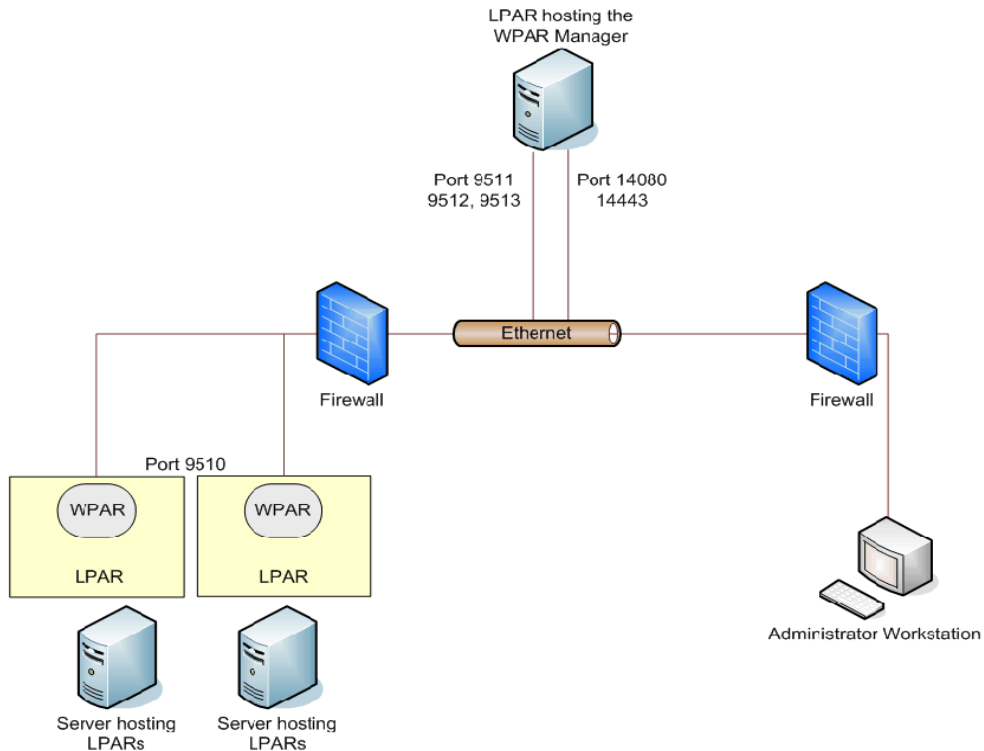 LPAR hosting the
WPAR Manager
Port 9511
9512, 9513
Port 14080
14443
Ethernet
Firewall
Firewall
Port 9510
WPAR
WPAR
LPAR
LPAR
Administrator Workstation
Server hosting
LPARs
Server hosting
LPARs